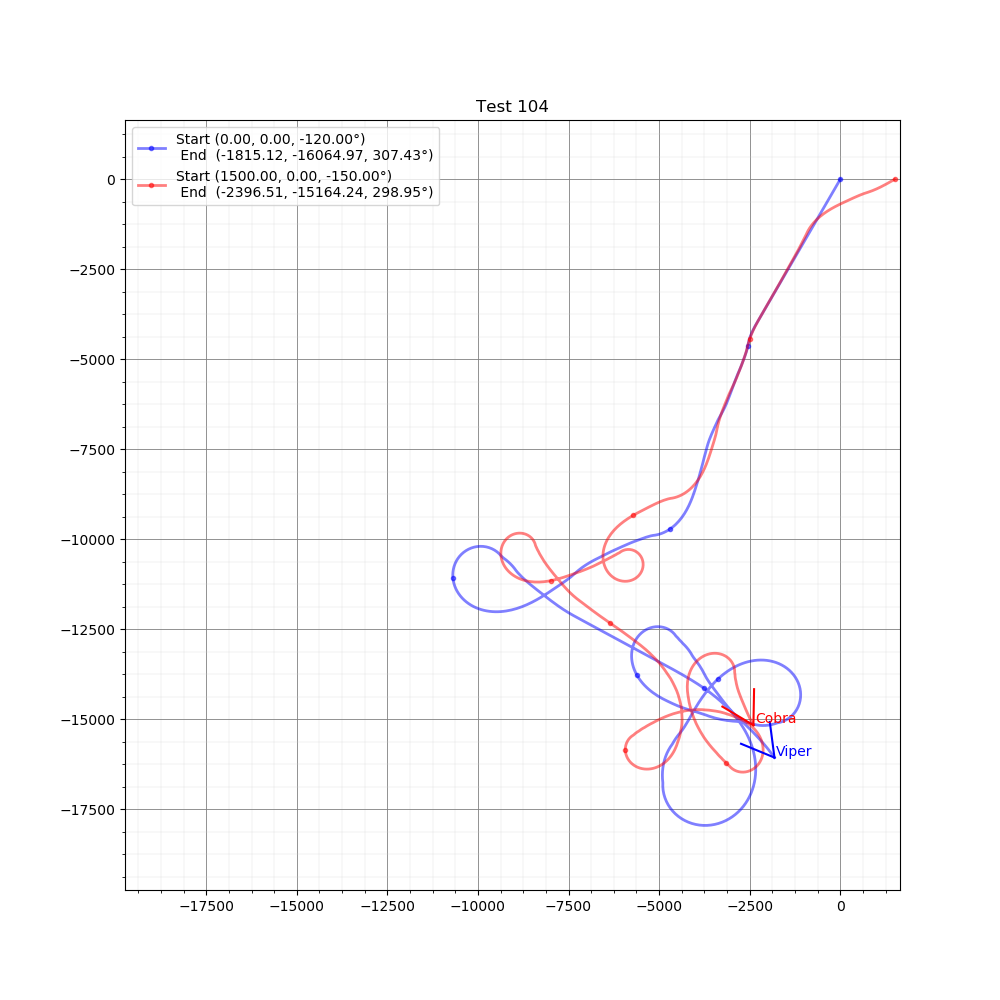 Test 104
Start (0.00, 0.00, -120.00°)
End (-1815.12, -16064.97, 307.43°)
Start (1500.00, 0.00, -150.00°)
End (-2396.51, -15164.24, 298.95°)
0
−2500
−5000
−7500
−10000
−12500
−15000
−17500
Cobra
Viper
−17500 −15000 −12500 −10000 −7500 −5000 −2500 0